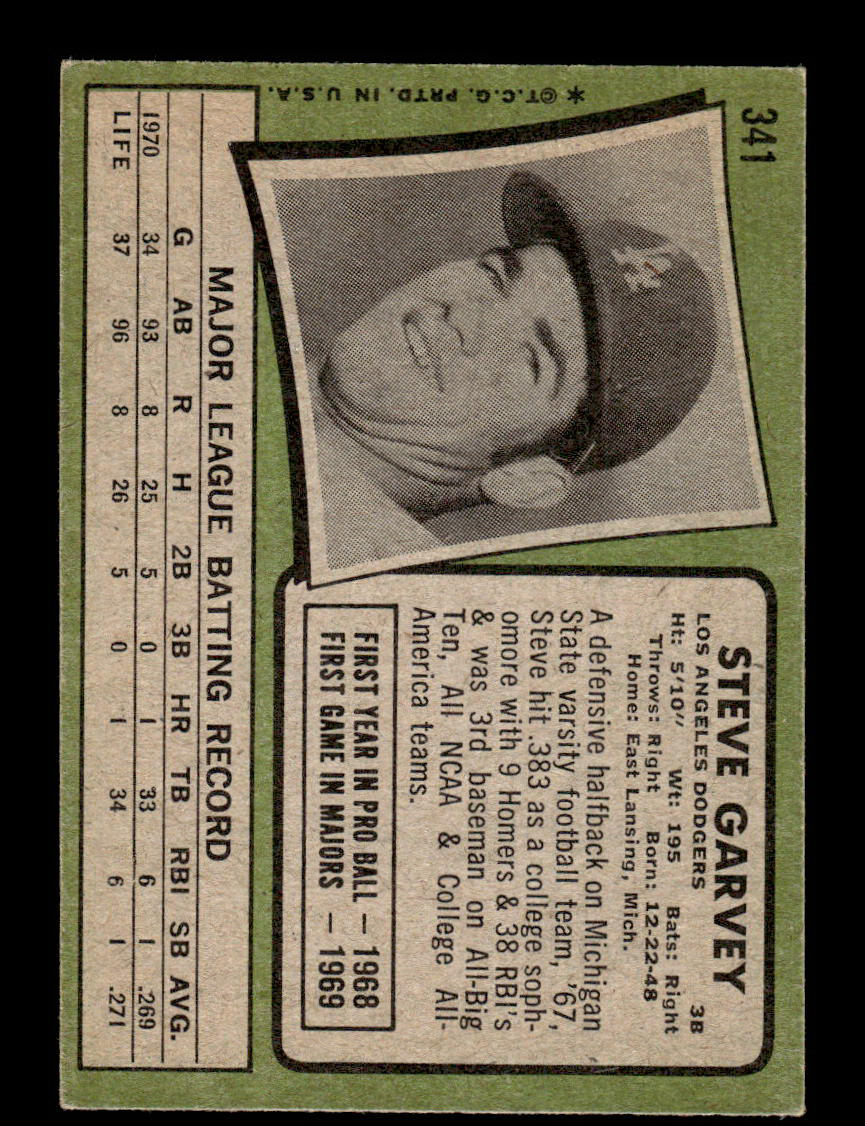 341
* ©T.C.G. PRTD. IN U.S.A.
LA
STEVE GARVEY
LOS ANGELES DODGERS 3B
Ht: 5'10" Wt: 195 Bats: Right
Throws: Right Born: 12-22-48
Home: East Lansing, Mich.
A defensive halfback on Michigan
State varsity football team, '67,
Steve hit .383 as a college soph-
omore with 9 Homers & 38 RBI's
& was 3rd baseman on All-Big
Ten, All NCAA & College All-
America teams.
FIRST YEAR IN PRO BALL — 1968
FIRST GAME IN MAJORS — 1969
MAJOR LEAGUE BATTING RECORD
G AB R H 2B 3B HR TB RBI SB AVG.
1970 34 93 8 25 5 0 1 33 6 1 .269
LIFE 37 96 8 26 5 0 1 34 6 1 .271